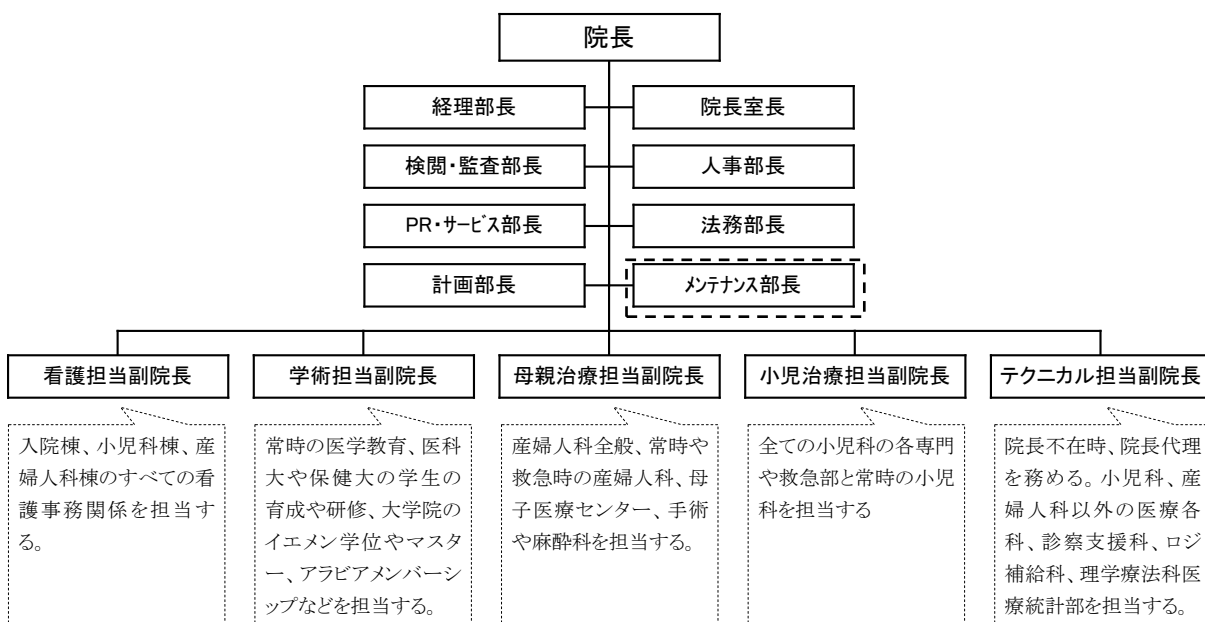 院長
経理部長
院長室長
検閲・監査部長
人事部長
PR・サービス部長
法務部長
計画部長
メンテナンス部長
看護担当副院長
学術担当副院長
母親治療担当副院長
小児治療担当副院長
テクニカル担当副院長
入院棟、小児科棟、産
婦人科棟のすべての看
護事務関係を担当す
る。
常時の医学教育、医科
大や保健大の学生の
育成や研修、大学院の
イエメン学位やマスタ
ー、アラビアメンバーシ
ップなどを担当する。
産婦人科全般、常時や
救急時の産婦人科、母
子医療センター、手術
や麻酔科を担当する。
全ての小児科の各専門
や救急部と常時の小児
科を担当する
院長不在時、院長代理
を務める。小児科、産
婦人科以外の医療各
科、診察支援科、ロジ
補給科、理学療法科医
療統計部を担当する。